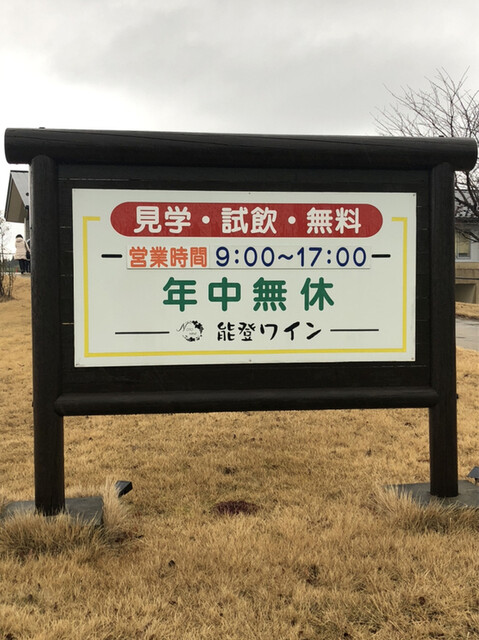 見学・試飲・無料
営業時間 9:00〜17:00
年中無休
能登ワイン